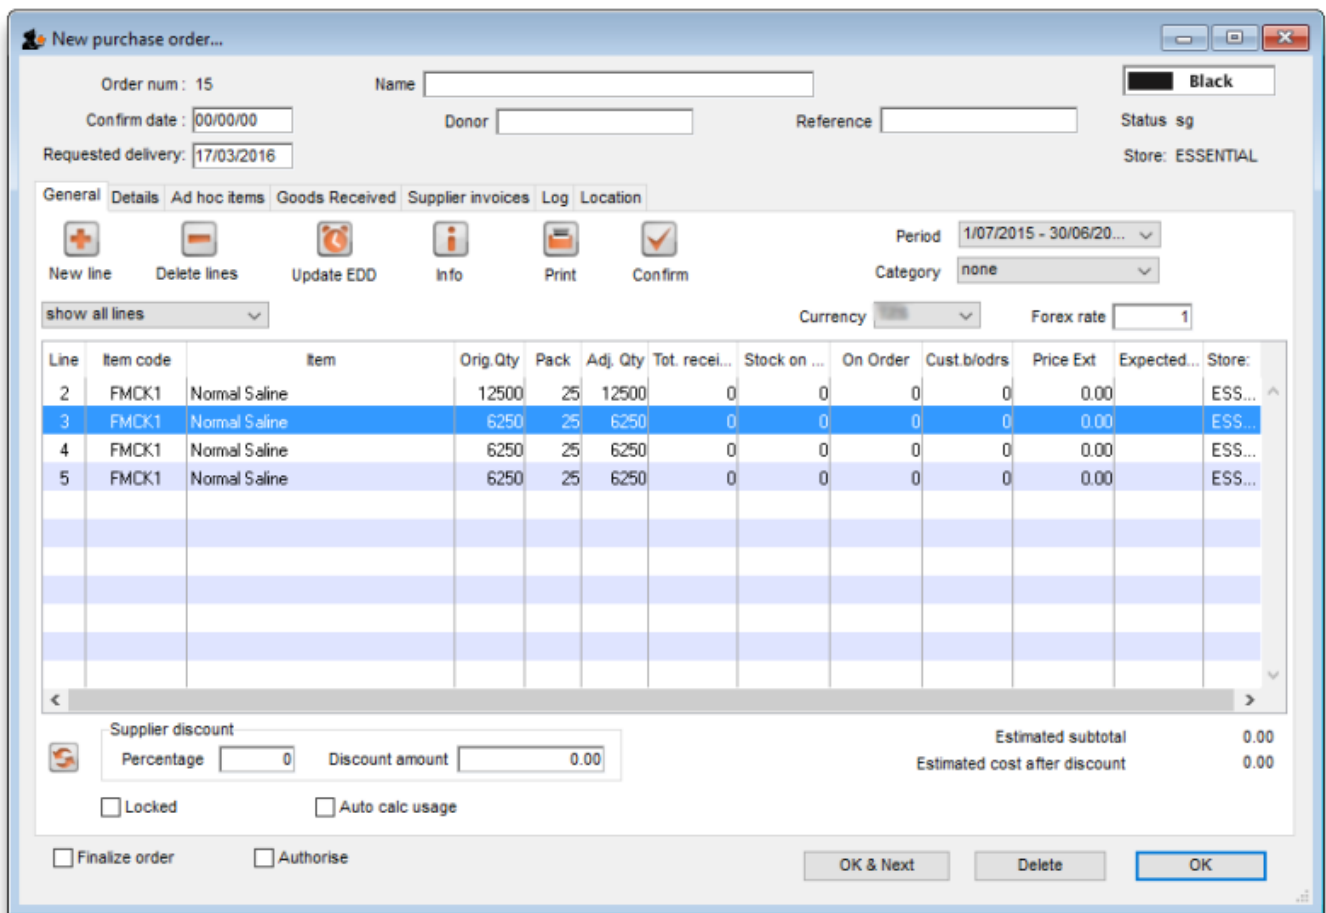 New purchase order...
Order num : 15
Name
Black
Confirm date : 00/00/00
Donor
Reference
Status sg
Requested delivery: 17/03/2016
Store: ESSENTIAL
General Details Ad hoc items Goods Received Supplier invoices Log Location
New line Delete lines Update EDD Info Print Confirm
Period 1/07/2015 - 30/06/20...
Category none
show all lines
Currency
Forex rate 1
Line Item code Item Orig.Qty Pack Adj. Qty Tot. recei... Stock on ... On Order Cust.b/odrs Price Ext Expected... Store:
2 FMCK1 Normal Saline 12500 25 12500 0 0 0 0 0.00 ESS...
3 FMCK1 Normal Saline 6250 25 6250 0 0 0 0 0.00 ESS...
4 FMCK1 Normal Saline 6250 25 6250 0 0 0 0 0.00 ESS...
5 FMCK1 Normal Saline 6250 25 6250 0 0 0 0 0.00 ESS...
Supplier discount
Percentage 0 Discount amount 0.00
Estimated subtotal 0.00
Estimated cost after discount 0.00
Locked Auto calc usage
Finalize order Authorise
OK & Next Delete OK